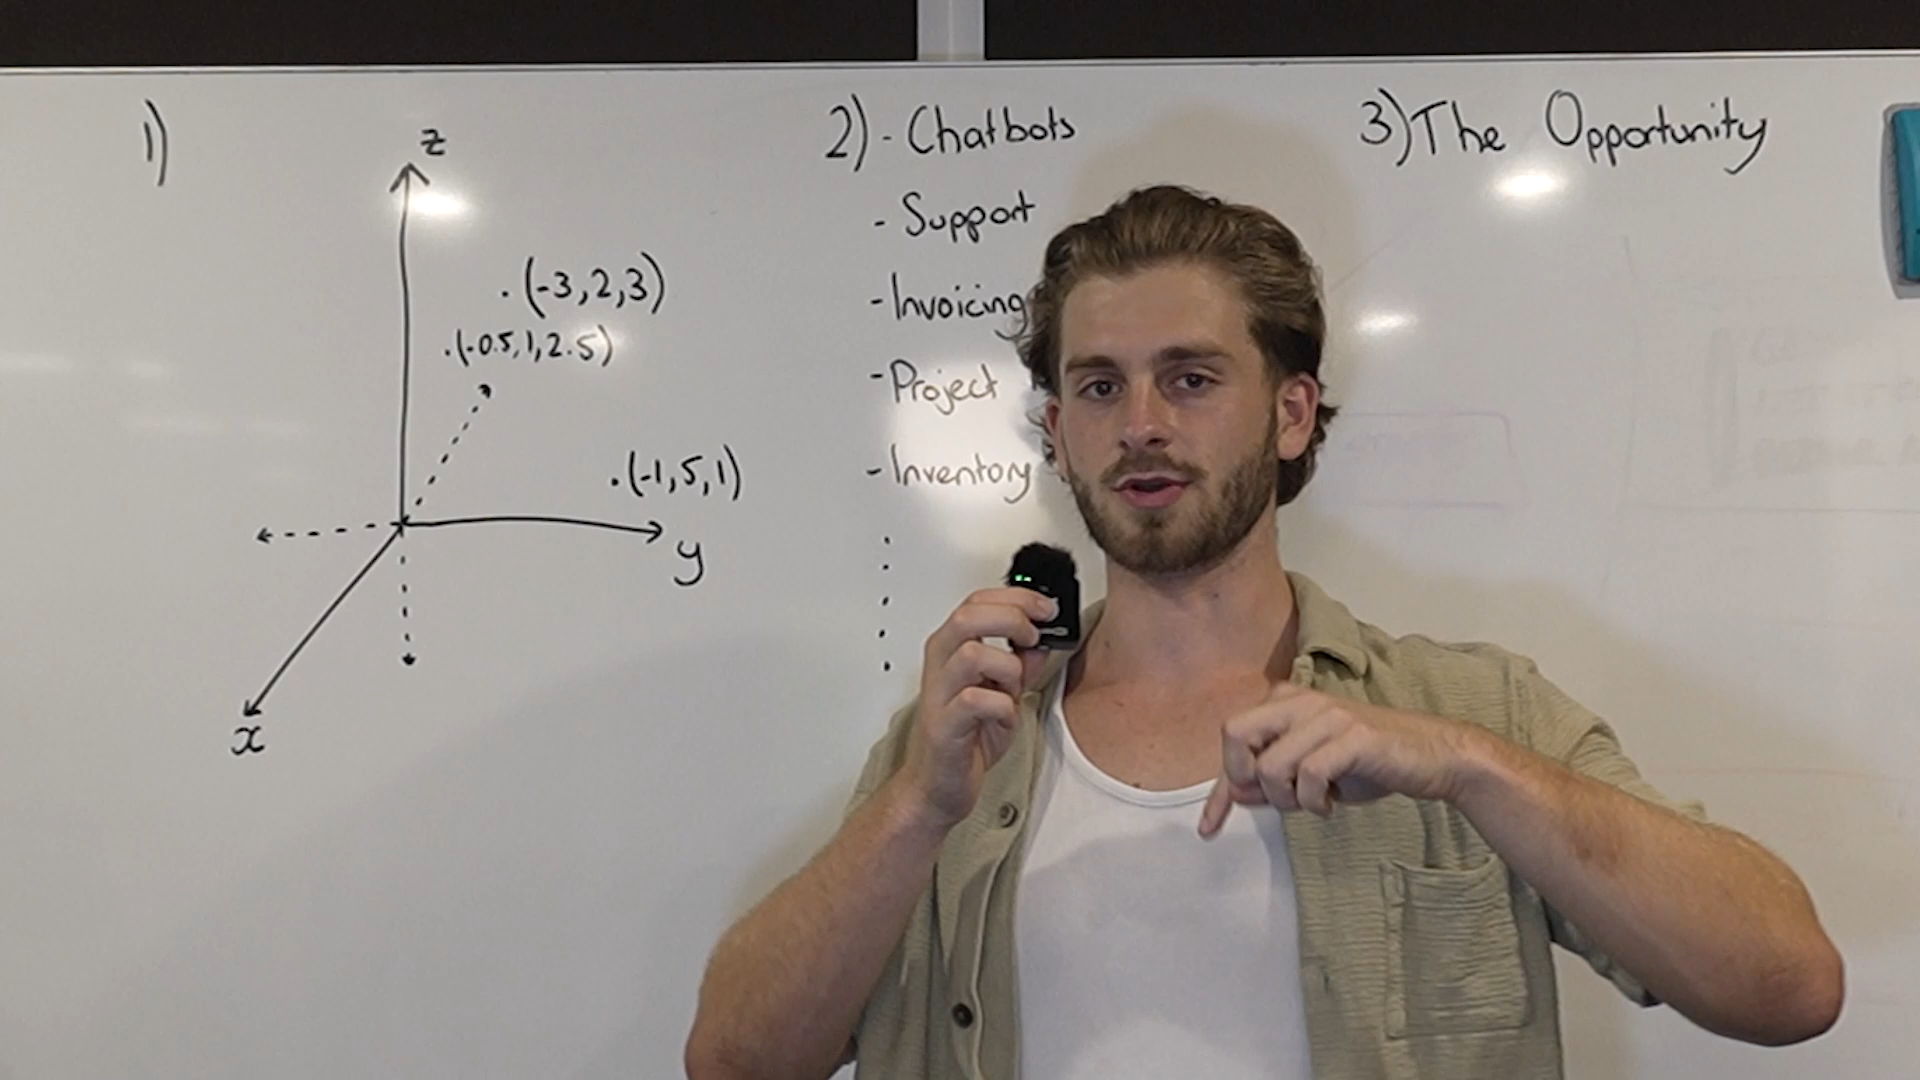 1)
z
(-3,2,3)
(-0.5,1,2.5)
(-1,5,1)
y
x
2) - Chatbots
- Support
- Invoicing
- Project
- Inventory
3) The Opportunity